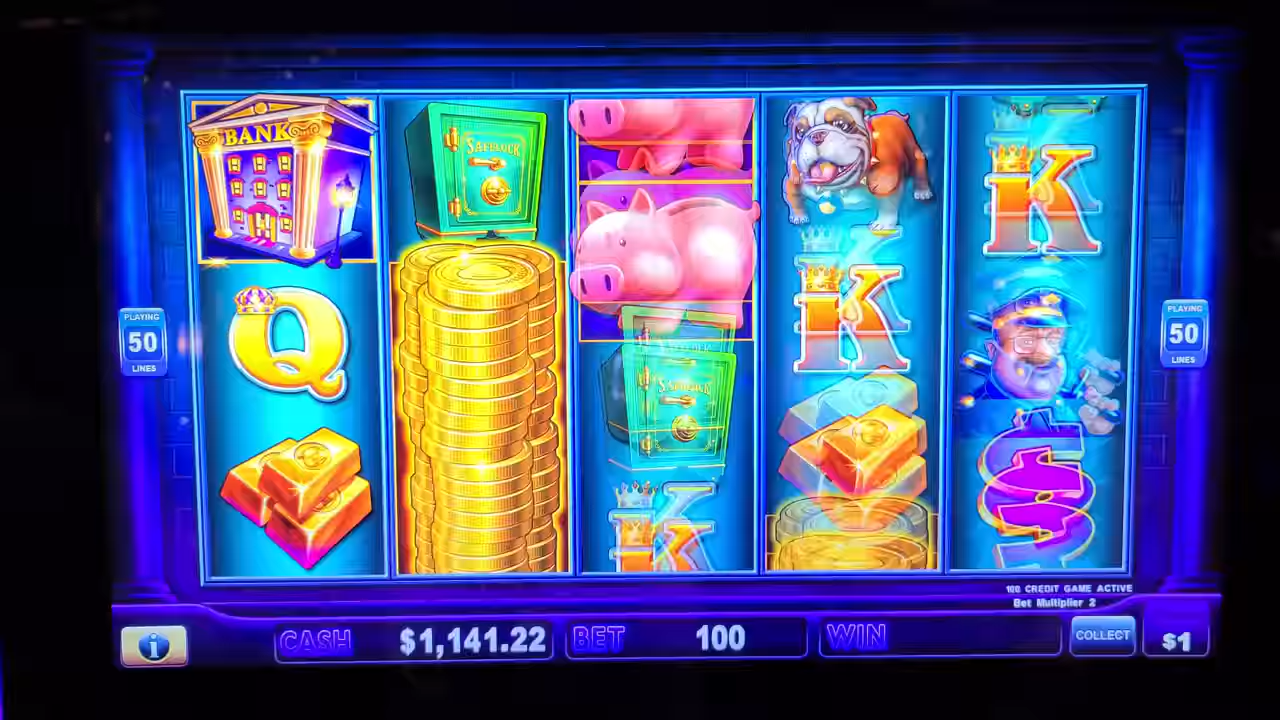 BANK
SAFELOCK
K
Q
K
PLAYING
50
LINES
PLAYING
50
LINES
K
100 CREDIT GAME ACTIVE
Bet Multiplier 2
i
CASH $1,141.22
BET 100
WIN
COLLECT
$1